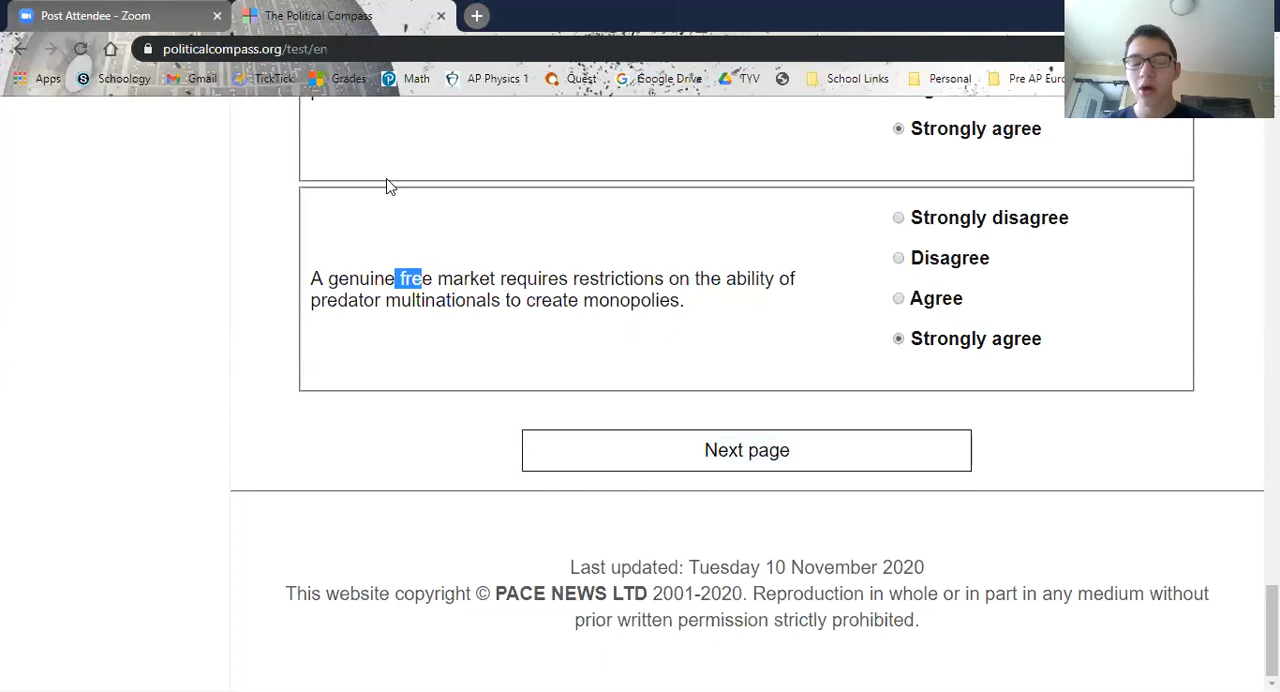 Post Attendee - Zoom
The Political Compass
politicalcompass.org/test/en
Apps
Schoology
Gmail
TickTick
Grades
Math
AP Physics 1
Quest
Google Drive
TYV
School Links
Personal
Pre AP Euro
Strongly agree
Strongly disagree
Disagree
A genuine free market requires restrictions on the ability of
predator multinationals to create monopolies.
Agree
Strongly agree
Next page
Last updated: Tuesday 10 November 2020
This website copyright © PACE NEWS LTD 2001-2020. Reproduction in whole or in part in any medium without
prior written permission strictly prohibited.